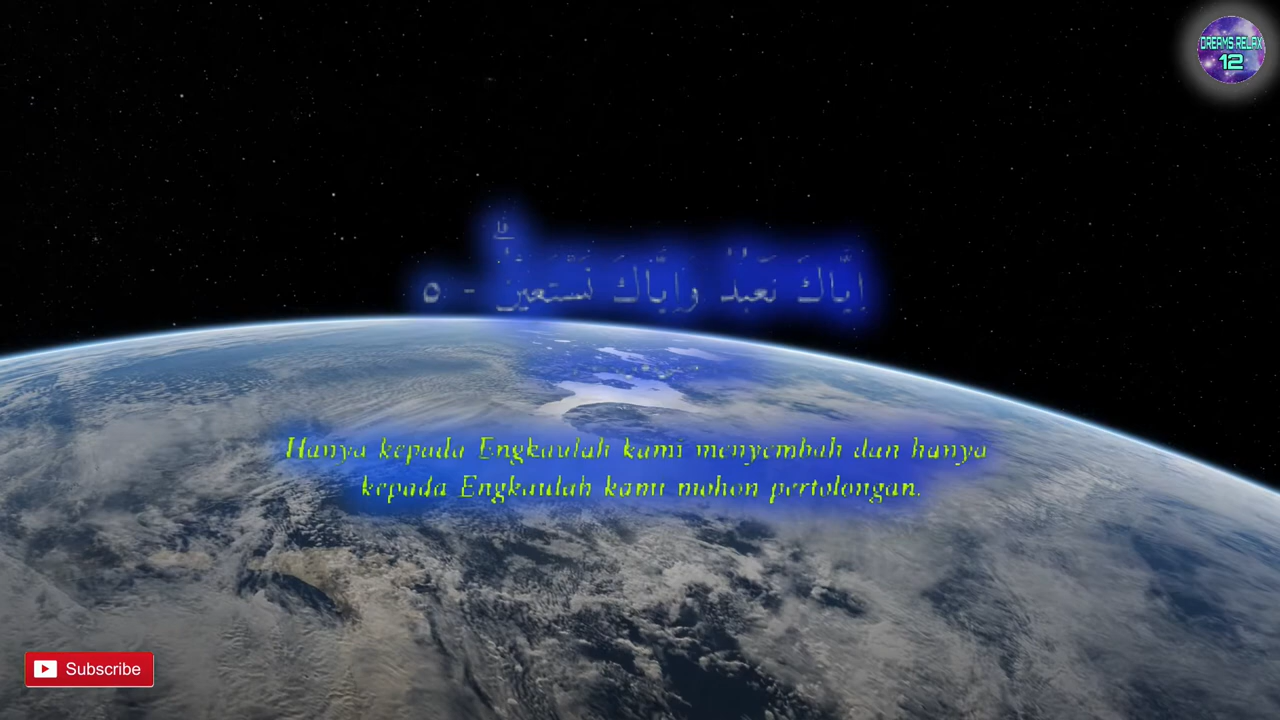 DREAMS RELAX
12
اِيَّاكَ نَعْبُدُ وَاِيَّاكَ نَسْتَعِيْنُۗ - ٥
Hanya kepada Engkaulah kami menyembah dan hanya
kepada Engkaulah kami mohon pertolongan.
Subscribe